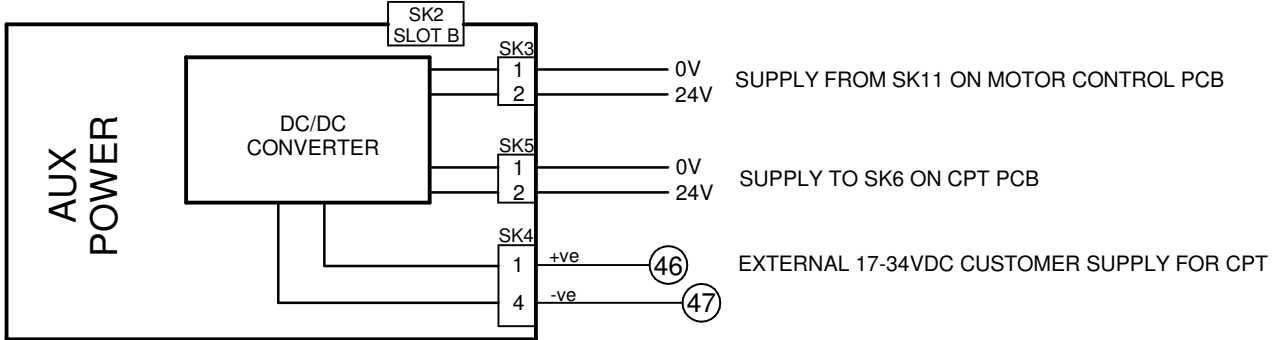 SK2
SLOT B
SK3
1 0V
2 24V
SUPPLY FROM SK11 ON MOTOR CONTROL PCB
DC/DC
CONVERTER
AUX
POWER
SK5
1 0V
2 24V
SUPPLY TO SK6 ON CPT PCB
SK4
1 +ve 46
EXTERNAL 17-34VDC CUSTOMER SUPPLY FOR CPT
4 -ve 47